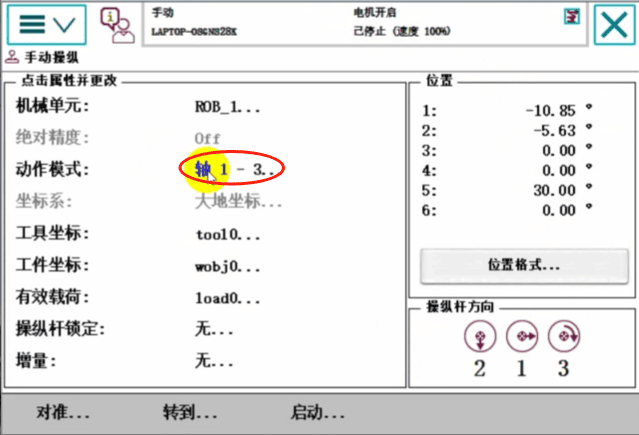 手动
电机开启
LAPTOP-OSGNS28K
已停止 (速度 100%)
手动操纵
点击属性并更改
机械单元: ROB_1...
绝对精度: Off
动作模式: 轴 1 - 3...
坐标系: 大地坐标...
工具坐标: tool0...
工件坐标: wobj0...
有效载荷: load0...
操纵杆锁定: 无...
增量: 无...
位置
1: -10.85 °
2: -5.63 °
3: 0.00 °
4: 0.00 °
5: 30.00 °
6: 0.00 °
位置格式...
操纵杆方向
2 1 3
对准... 转到... 启动...